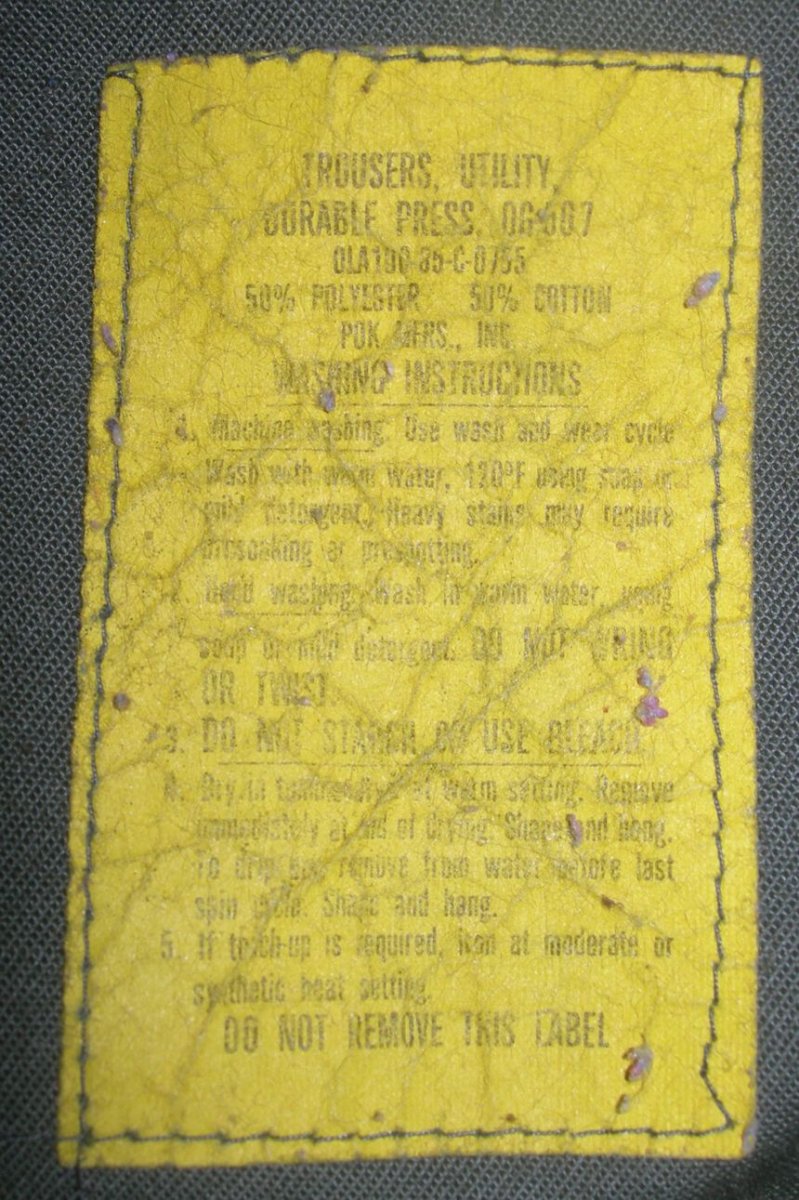 TROUSERS, UTILITY,
DURABLE PRESS. OG-507
50% POLYESTER 50% COTTON
MFRS., INC.
WASHING INSTRUCTIONS
1. Machine washing. Use wash and wear cycle
Wash with warm water, 120°F using soap or
mild detergent. Heavy stains may require
presoaking or prespotting.
2. Hand washing. Wash in warm water, using
soap or mild detergent. DO NOT WRING
OR TWIST.
3. DO NOT STARCH OR USE BLEACH.
4. Dry in tumble dryer at warm setting. Remove
immediately at end of drying. Shape and hang.
To drip dry remove from water before last
spin cycle. Shape and hang.
5. If touch-up is required, iron at moderate or
synthetic heat setting.
DO NOT REMOVE THIS LABEL